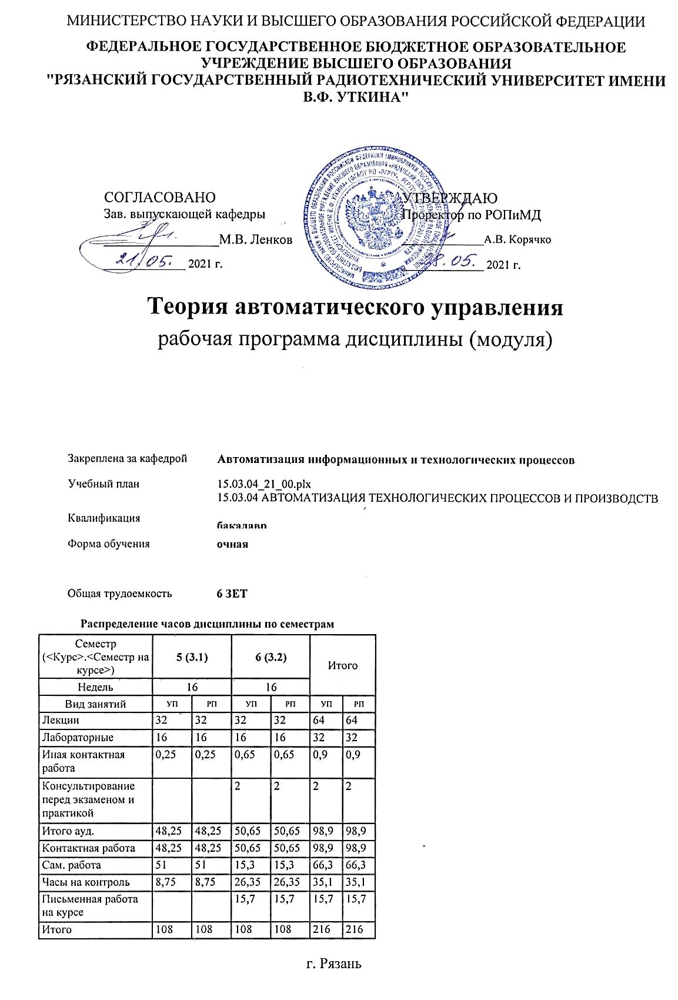 МИНИСТЕРСТВО НАУКИ И ВЫСШЕГО ОБРАЗОВАНИЯ РОССИЙСКОЙ ФЕДЕРАЦИИ
ФЕДЕРАЛЬНОЕ ГОСУДАРСТВЕННОЕ БЮДЖЕТНОЕ ОБРАЗОВАТЕЛЬНОЕ
УЧРЕЖДЕНИЕ ВЫСШЕГО ОБРАЗОВАНИЯ
"РЯЗАНСКИЙ ГОСУДАРСТВЕННЫЙ РАДИОТЕХНИЧЕСКИЙ УНИВЕРСИТЕТ ИМЕНИ
В.Ф. УТКИНА"
СОГЛАСОВАНО
Зав. выпускающей кафедры
М.В. Ленков
21.05. 2021 г.
УТВЕРЖДАЮ
Проректор по РОПиМД
А.В. Корячко
28.05. 2021 г.
Теория автоматического управления
рабочая программа дисциплины (модуля)
Закреплена за кафедрой Автоматизация информационных и технологических процессов
Учебный план 15.03.04_21_00.plx
15.03.04 АВТОМАТИЗАЦИЯ ТЕХНОЛОГИЧЕСКИХ ПРОЦЕССОВ И ПРОИЗВОДСТВ
Квалификация бакалавр
Форма обучения очная
Общая трудоемкость 6 ЗЕТ
Распределение часов дисциплины по семестрам
Семестр
(<Курс>.<Семестр на
курсе>) 5 (3.1) 6 (3.2) Итого
Недель 16 16
Вид занятий УП РП УП РП УП РП
Лекции 32 32 32 32 64 64
Лабораторные 16 16 16 16 32 32
Иная контактная 0,25 0,25 0,65 0,65 0,9 0,9
работа
Консультирование 2 2 2 2
перед экзаменом и
практикой
Итого ауд. 48,25 48,25 50,65 50,65 98,9 98,9
Контактная работа 48,25 48,25 50,65 50,65 98,9 98,9
Сам. работа 51 51 15,3 15,3 66,3 66,3
Часы на контроль 8,75 8,75 26,35 26,35 35,1 35,1
Письменная работа 15,7 15,7 15,7 15,7
на курсе
Итого 108 108 108 108 216 216
г. Рязань